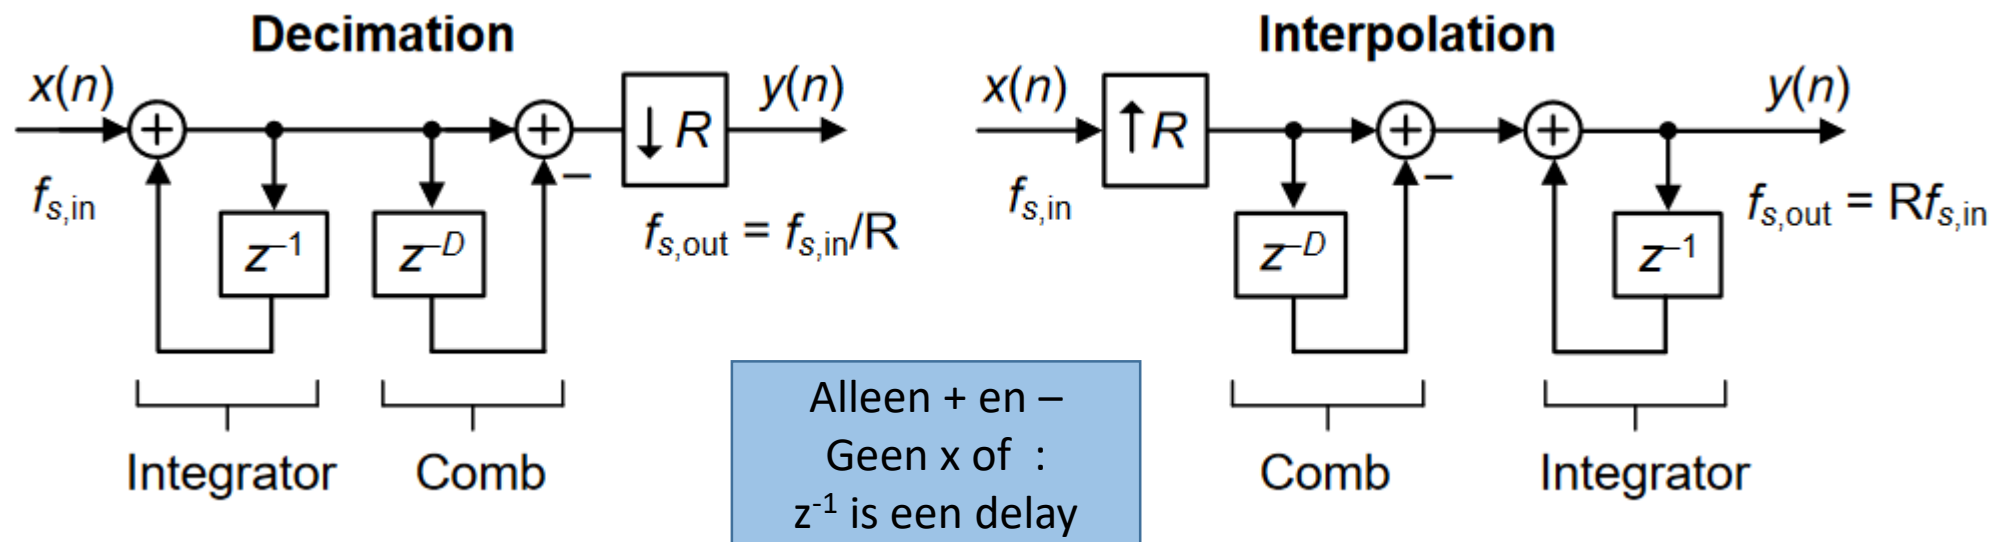 Decimation
x(n)
+
+
↓R
y(n)
–
f_s,in
z^–1
z^–D
f_s,out = f_s,in/R
Integrator
Comb
Interpolation
x(n)
↑R
+
+
y(n)
–
f_s,in
z^–D
z^–1
f_s,out = Rf_s,in
Comb
Integrator
Alleen + en –
Geen x of :
z^-1 is een delay